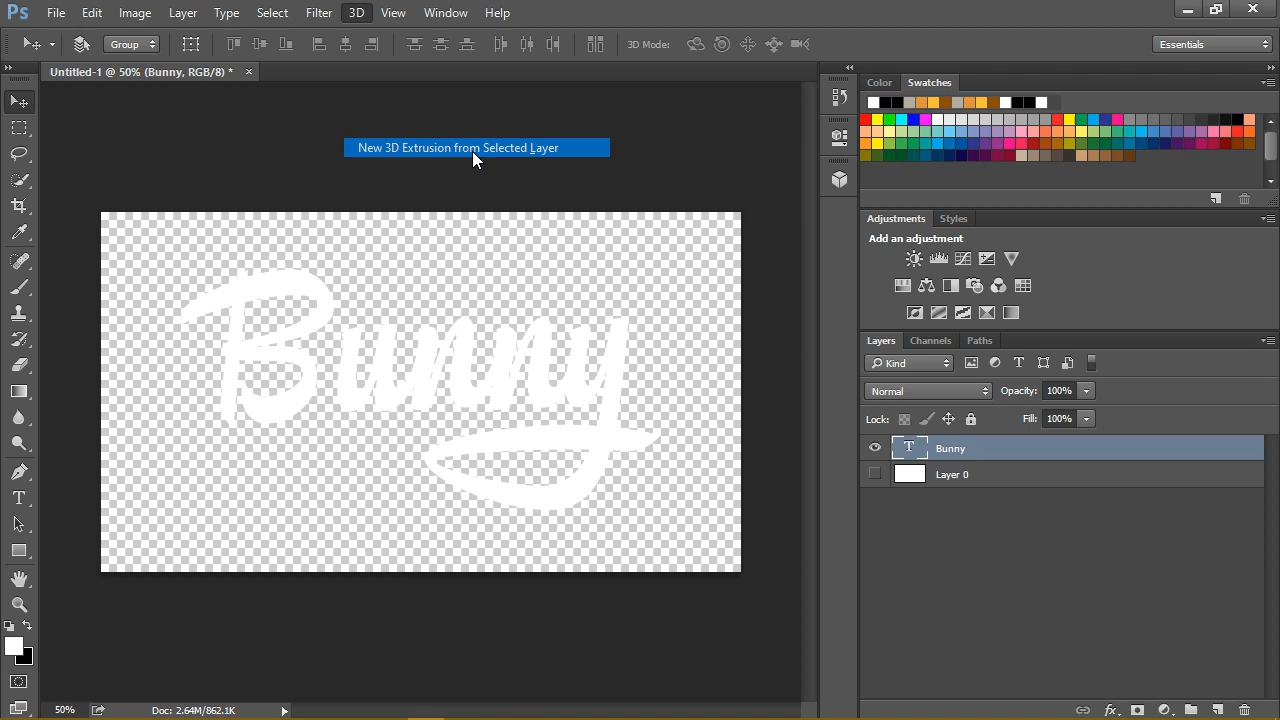 Ps File Edit Image Layer Type Select Filter 3D View Window Help
Group 3D Mode: Essentials
Untitled-1 @ 50% (Bunny, RGB/8) * ×
Color Swatches
New 3D Extrusion from Selected Layer
Adjustments Styles
Add an adjustment
Bunny
Layers Channels Paths
Kind T
Normal Opacity: 100%
Lock: Fill: 100%
T Bunny
Layer 0
T
50% Doc: 2.64M/862.1K fx